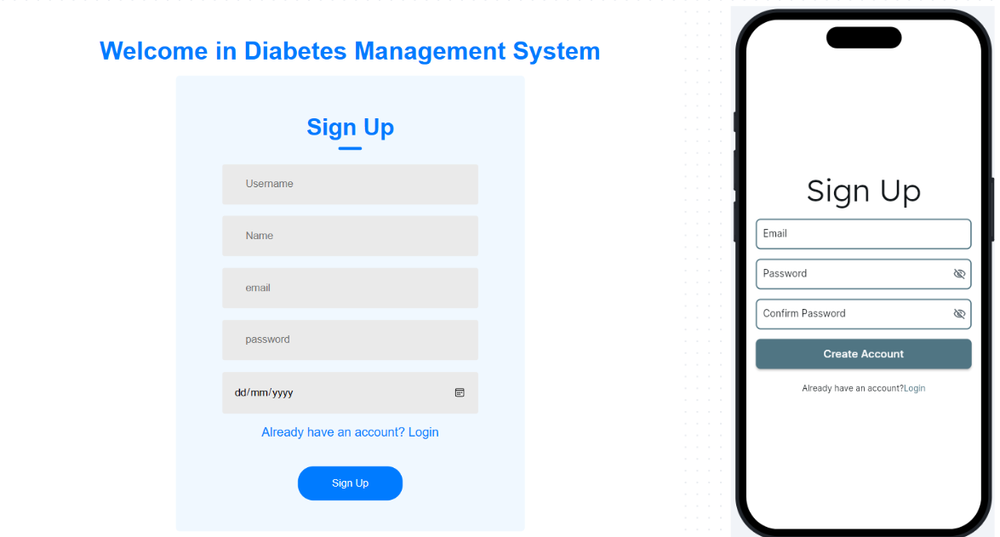 Welcome in Diabetes Management System
Sign Up
Username
Name
email
password
dd/mm/yyyy
Already have an account? Login
Sign Up
Sign Up
Email
Password
Confirm Password
Create Account
Already have an account?Login